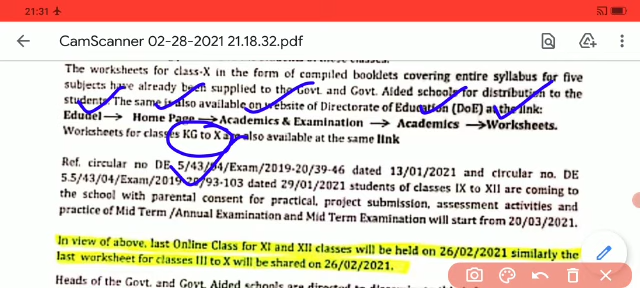 21:31
CamScanner 02-28-2021 21.18.32.pdf
The worksheets for class-X in the form of compiled booklets covering entire syllabus for five
subjects have already been supplied to the Govt. and Govt. Aided schools for distribution to the
students. The same is also available on website of Directorate of Education (DoE) at the link:
Edudel→ Home Page→Academics & Examination → Academics →Worksheets.
Worksheets for classes KG to X are also available at the same link
Ref. circular no DE 5/43/04/Exam/2019-20/39-46 dated 13/01/2021 and circular no. DE
5.5/43/04/Exam/2019-20/93-103 dated 29/01/2021 students of classes IX to XII are coming to
the school with parental consent for practical, project submission, assessment activities and
practice of Mid Term /Annual Examination and Mid Term Examination will start from 20/03/2021.
In view of above, last Online Class for XI and XII classes will be held on 26/02/2021 similarly the
last worksheet for classes III to X will be shared on 26/02/2021.
Heads of the Govt. and Govt. Aided schools are directed to